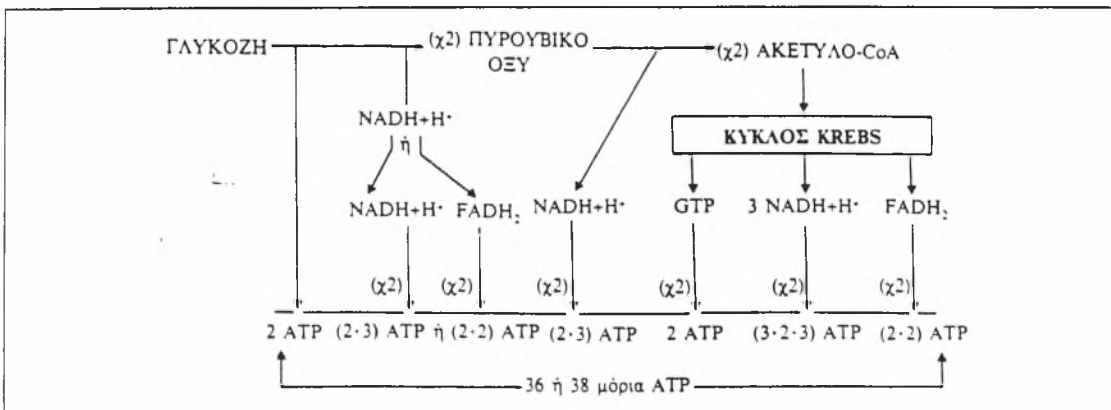 ΓΛΥΚΟΖΗ (χ2) ΠΥΡΟΥΒΙΚΟ ΟΞΥ (χ2) ΑΚΕΤΥΛΟ-CoA
NADH+H⁺
ή
ΚΥΚΛΟΣ KREBS
NADH+H⁺ FADH₂ NADH+H⁺ GTP 3 NADH+H⁺ FADH₂
(χ2) (χ2) (χ2) (χ2) (χ2) (χ2)
2 ATP (2·3) ATP ή (2·2) ATP (2·3) ATP 2 ATP (3·2·3) ATP (2·2) ATP
36 ή 38 μόρια ATP